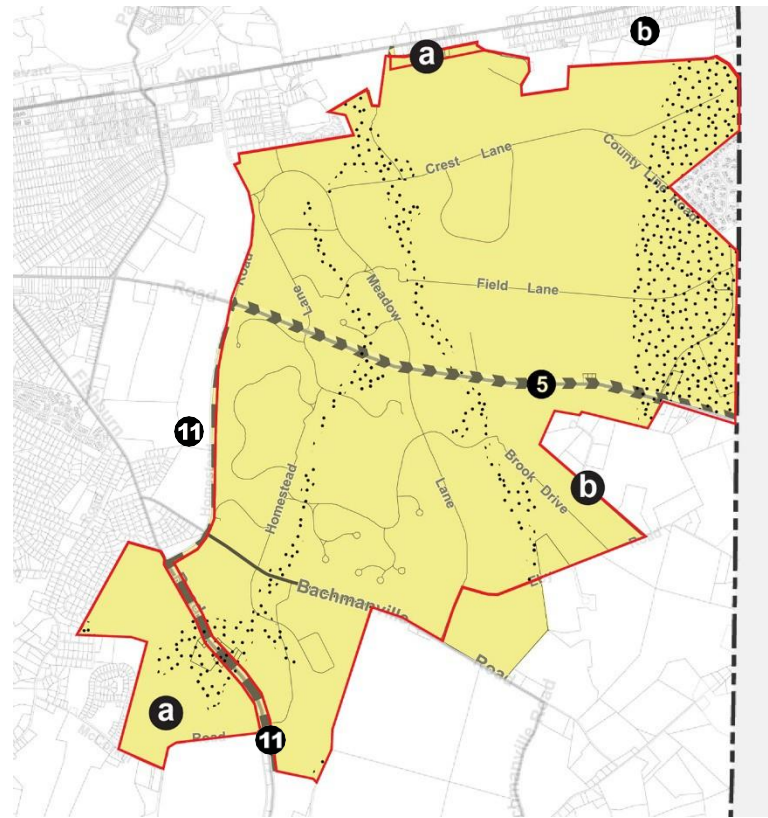 b
a
Avenue
Crest Lane
County Line Road
Road
Road
Lane
Meadow
Field Lane
5
11
Homestead
Lane
Brook Drive
b
Bachmanville
Road
a
Road
11